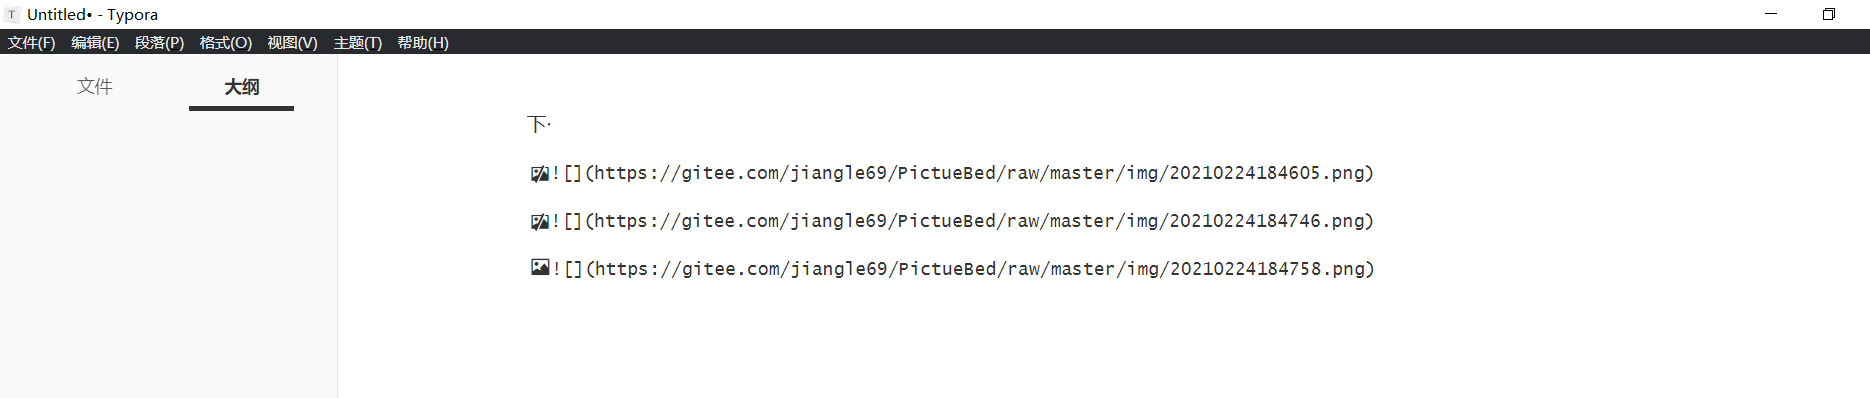 Untitled• - Typora
文件(F) 编辑(E) 段落(P) 格式(O) 视图(V) 主题(T) 帮助(H)
文件 大纲
下·
![](https://gitee.com/jiangle69/PictueBed/raw/master/img/20210224184605.png)
![](https://gitee.com/jiangle69/PictueBed/raw/master/img/20210224184746.png)
![](https://gitee.com/jiangle69/PictueBed/raw/master/img/20210224184758.png)